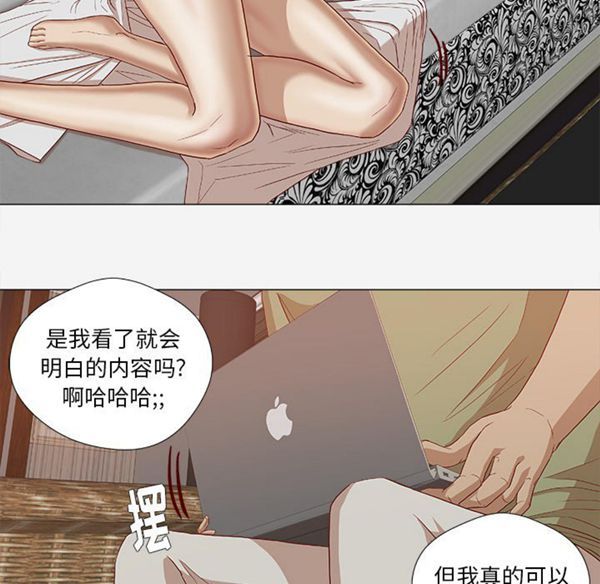 是我看了就会
明白的内容吗?
啊哈哈哈;;
摆
但我真的可以